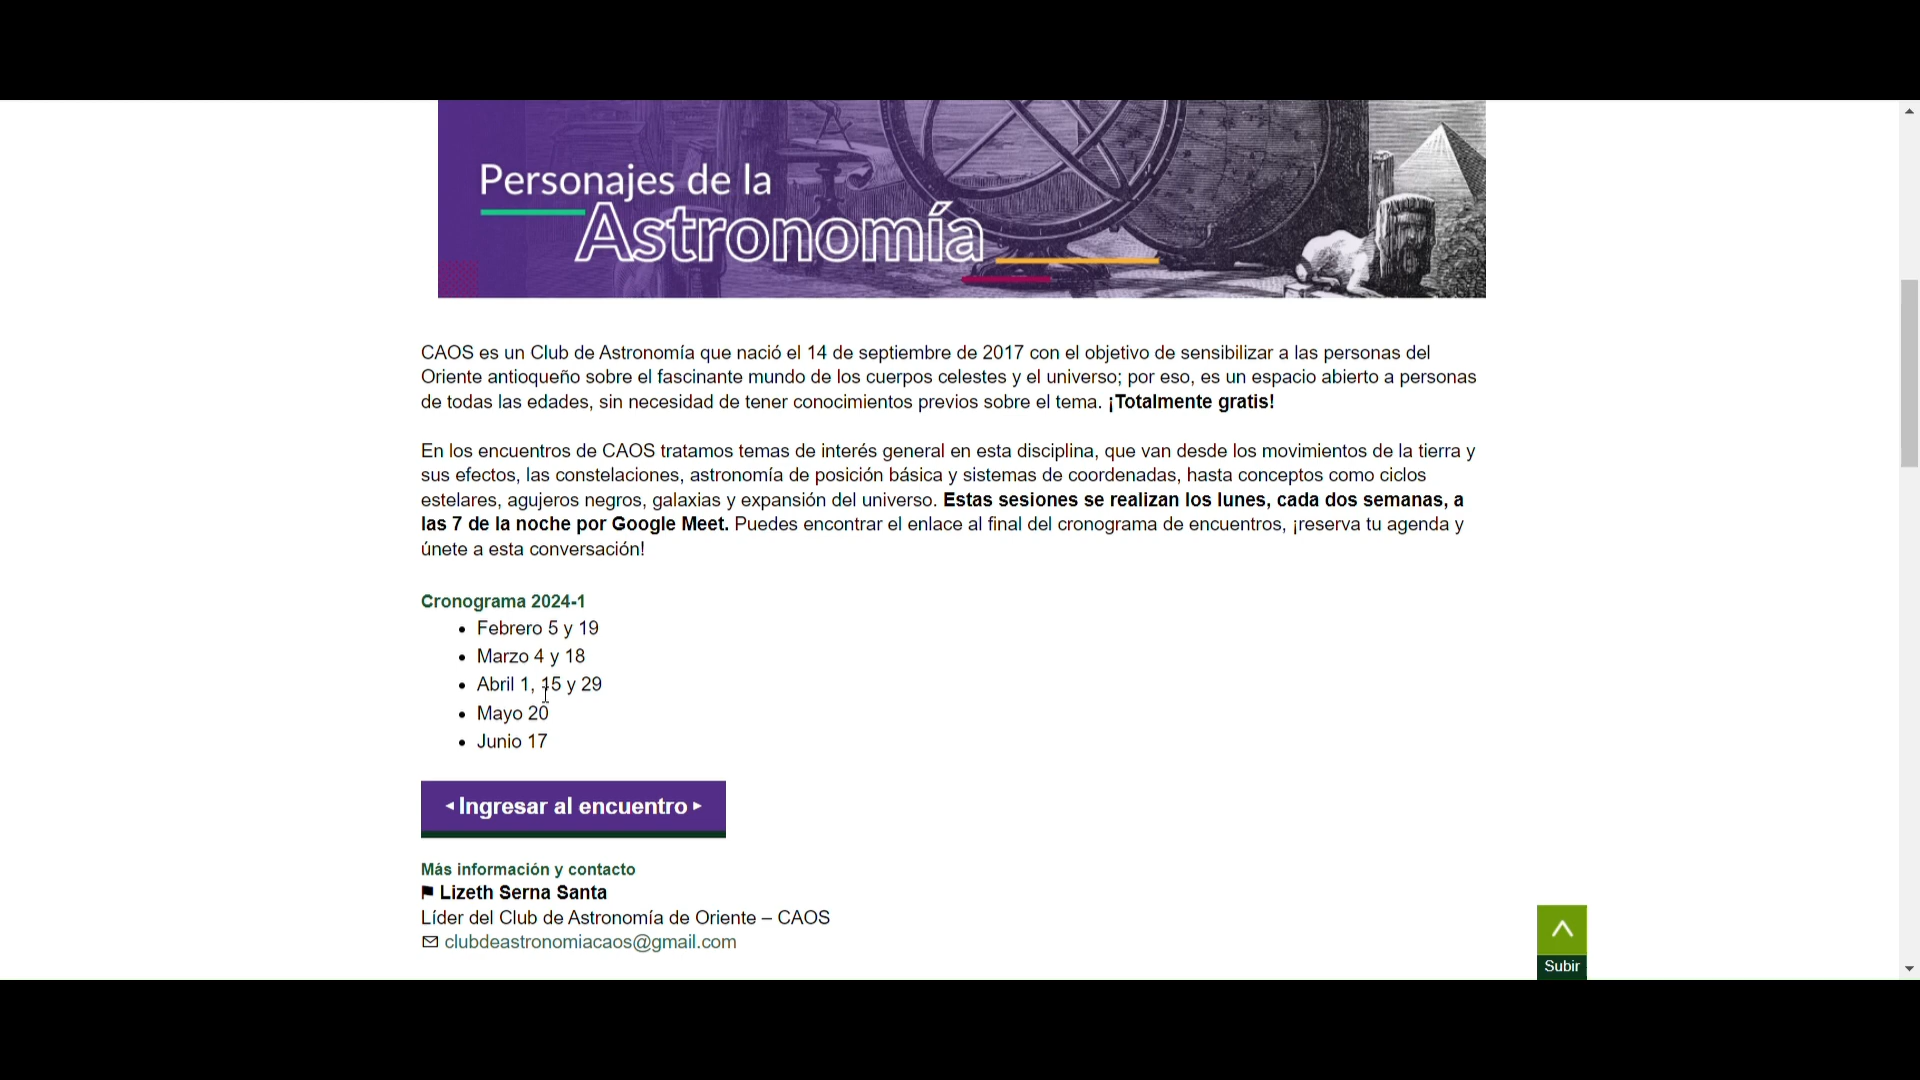 Personajes de la
Astronomía
CAOS es un Club de Astronomía que nació el 14 de septiembre de 2017 con el objetivo de sensibilizar a las personas del
Oriente antioqueño sobre el fascinante mundo de los cuerpos celestes y el universo; por eso, es un espacio abierto a personas
de todas las edades, sin necesidad de tener conocimientos previos sobre el tema. ¡Totalmente gratis!
En los encuentros de CAOS tratamos temas de interés general en esta disciplina, que van desde los movimientos de la tierra y
sus efectos, las constelaciones, astronomía de posición básica y sistemas de coordenadas, hasta conceptos como ciclos
estelares, agujeros negros, galaxias y expansión del universo. Estas sesiones se realizan los lunes, cada dos semanas, a
las 7 de la noche por Google Meet. Puedes encontrar el enlace al final del cronograma de encuentros, ¡reserva tu agenda y
únete a esta conversación!
Cronograma 2024-1
• Febrero 5 y 19
• Marzo 4 y 18
• Abril 1, 15 y 29
• Mayo 20
• Junio 17
Ingresar al encuentro
Más información y contacto
Lizeth Serna Santa
Líder del Club de Astronomía de Oriente – CAOS
clubdeastronomiacaos@gmail.com
Subir